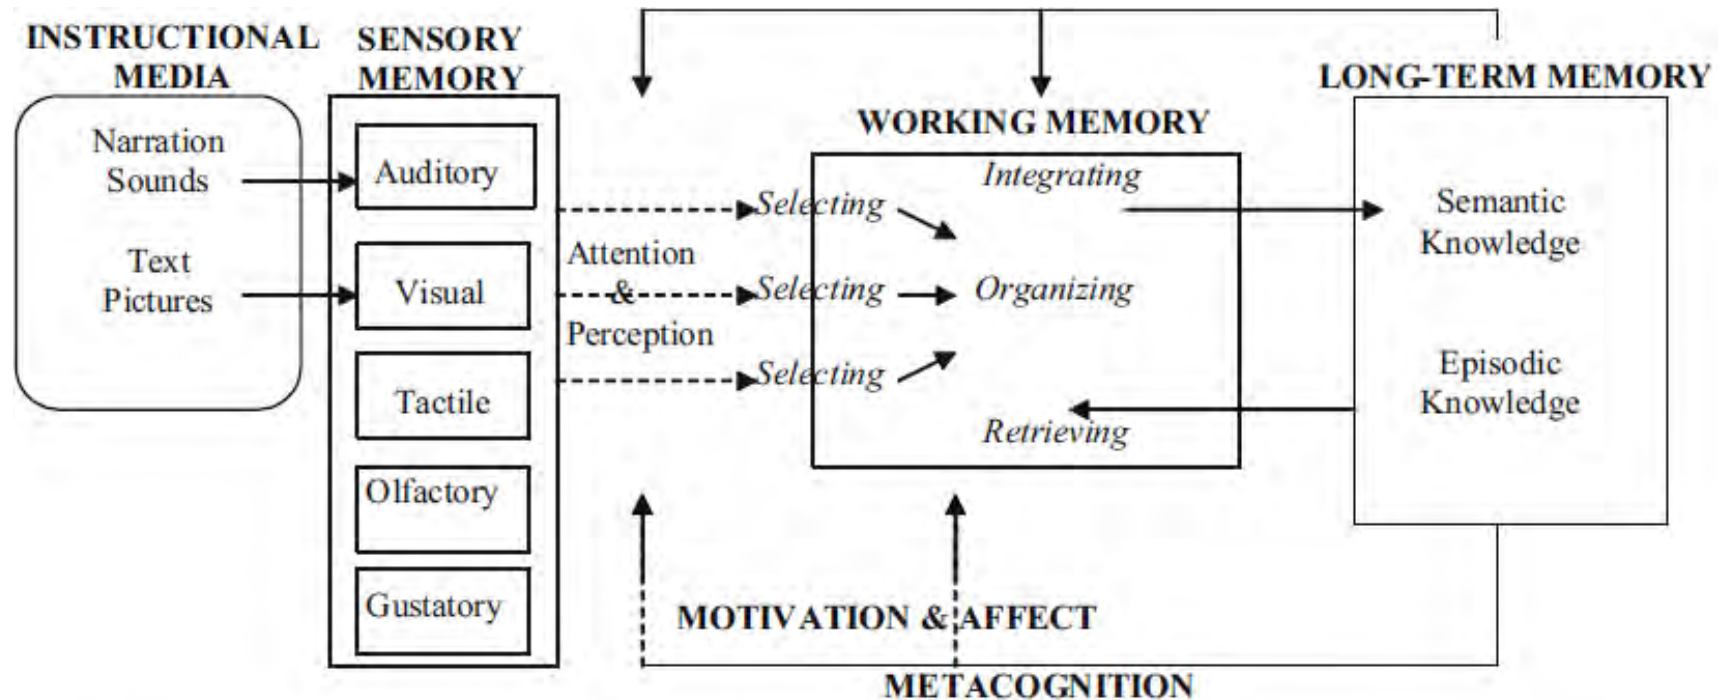 INSTRUCTIONAL
MEDIA
Narration
Sounds
Text
Pictures
SENSORY
MEMORY
Auditory
Visual
Tactile
Olfactory
Gustatory
Attention
&
Perception
Selecting
Selecting
Selecting
WORKING MEMORY
Integrating
Organizing
Retrieving
LONG-TERM MEMORY
Semantic
Knowledge
Episodic
Knowledge
MOTIVATION & AFFECT
METACOGNITION